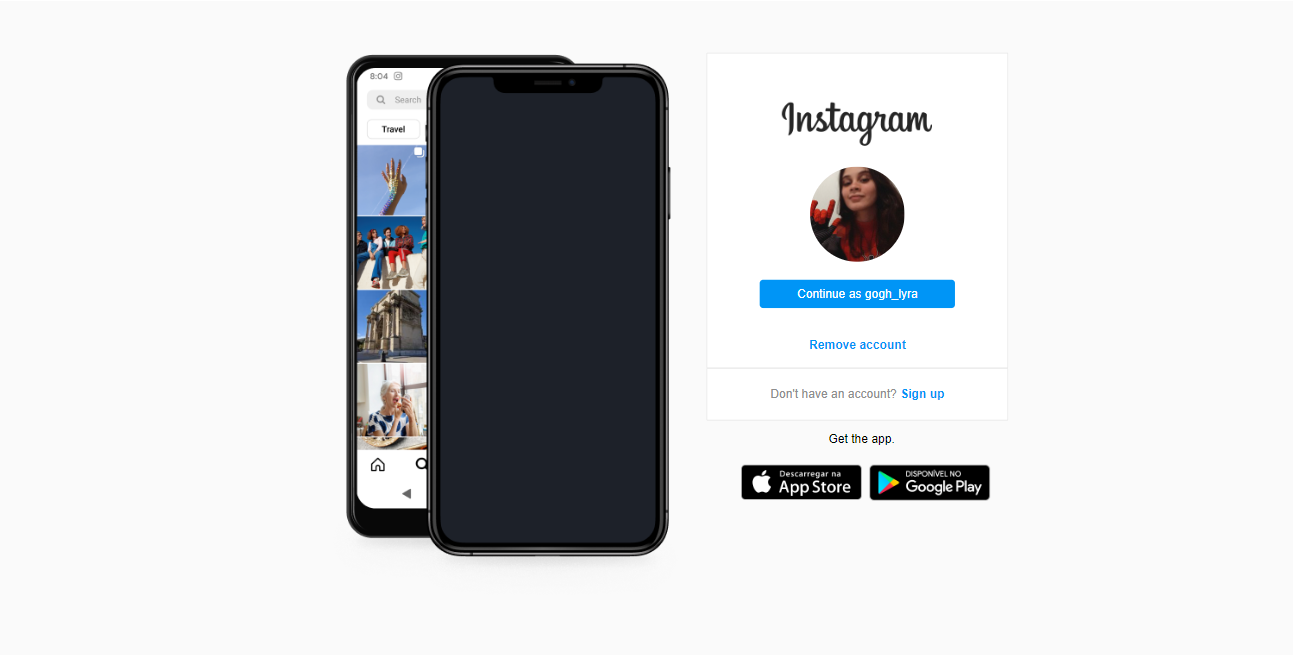 8:04
Search
Travel
Instagram
Continue as gogh_lyra
Remove account
Don't have an account? Sign up
Get the app.
Descarregar na
App Store
DISPONÍVEL NO
Google Play